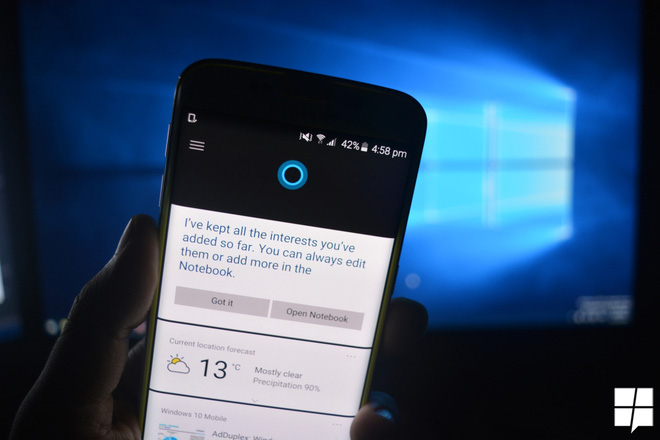 42% 4:58 pm
I've kept all the interests you've
added so far. You can always edit
them or add more in the
Notebook.
Got it
Open Notebook
Current location forecast
13 °C
Mostly clear
Precipitation 90%
Windows 10 Mobile
AdDuplex: